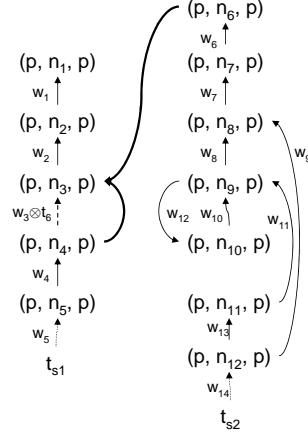 (p, n6, p)
w6
(p, n1, p)
(p, n7, p)
w1
w7
(p, n2, p)
(p, n8, p)
w2
w8
w9
(p, n3, p)
(p, n9, p)
w3⊗t6
w12
w10
w11
(p, n4, p)
(p, n10, p)
w4
(p, n5, p)
(p, n11, p)
w5
w13
ts1
(p, n12, p)
w14
ts2